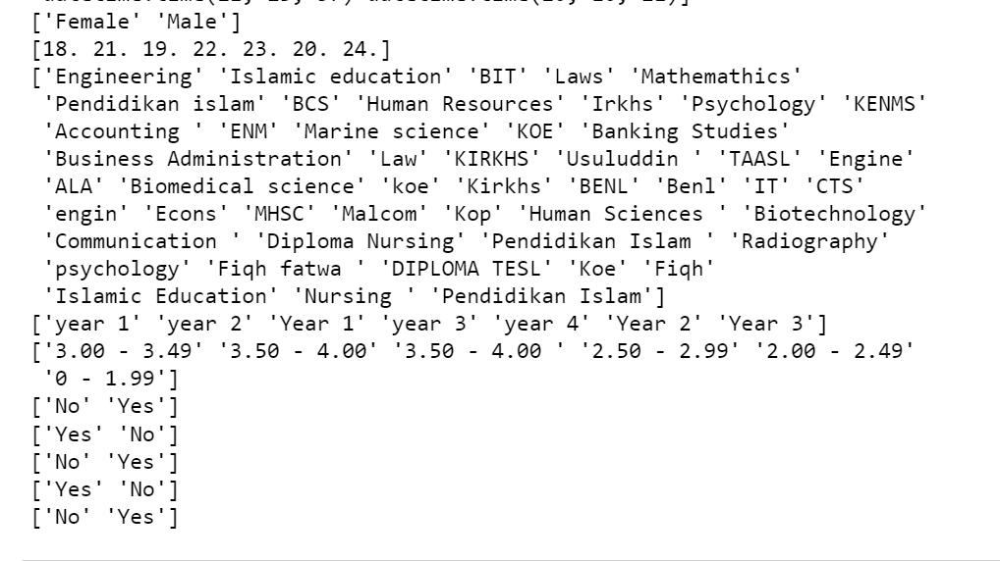 ['Female' 'Male']
[18. 21. 19. 22. 23. 20. 24.]
['Engineering' 'Islamic education' 'BIT' 'Laws' 'Mathemathics'
 'Pendidikan islam' 'BCS' 'Human Resources' 'Irkhs' 'Psychology' 'KENMS'
 'Accounting ' 'ENM' 'Marine science' 'KOE' 'Banking Studies'
 'Business Administration' 'Law' 'KIRKHS' 'Usuluddin ' 'TAASL' 'Engine'
 'ALA' 'Biomedical science' 'koe' 'Kirkhs' 'BENL' 'Benl' 'IT' 'CTS'
 'engin' 'Econs' 'MHSC' 'Malcom' 'Kop' 'Human Sciences ' 'Biotechnology'
 'Communication ' 'Diploma Nursing' 'Pendidikan Islam ' 'Radiography'
 'psychology' 'Fiqh fatwa ' 'DIPLOMA TESL' 'Koe' 'Fiqh'
 'Islamic Education' 'Nursing ' 'Pendidikan Islam']
['year 1' 'year 2' 'Year 1' 'year 3' 'year 4' 'Year 2' 'Year 3']
['3.00 - 3.49' '3.50 - 4.00' '3.50 - 4.00 ' '2.50 - 2.99' '2.00 - 2.49'
 '0 - 1.99']
['No' 'Yes']
['Yes' 'No']
['No' 'Yes']
['Yes' 'No']
['No' 'Yes']